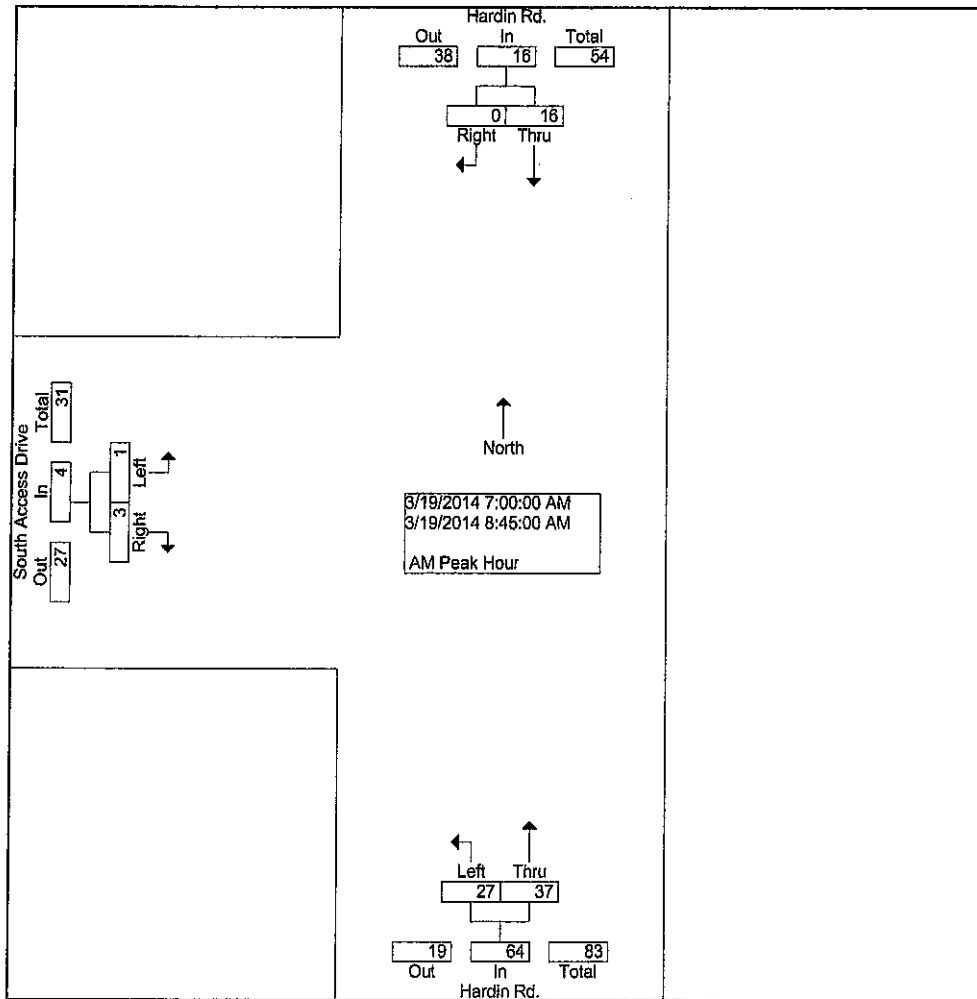 Hardin Rd.
Out In Total
38 16 54
0 16
Right Thru
South Access Drive
Out In Total
27 4 31
3 1
Right Left
North
3/19/2014 7:00:00 AM
3/19/2014 8:45:00 AM
AM Peak Hour
Left Thru
27 37
19 64 83
Out In Total
Hardin Rd.